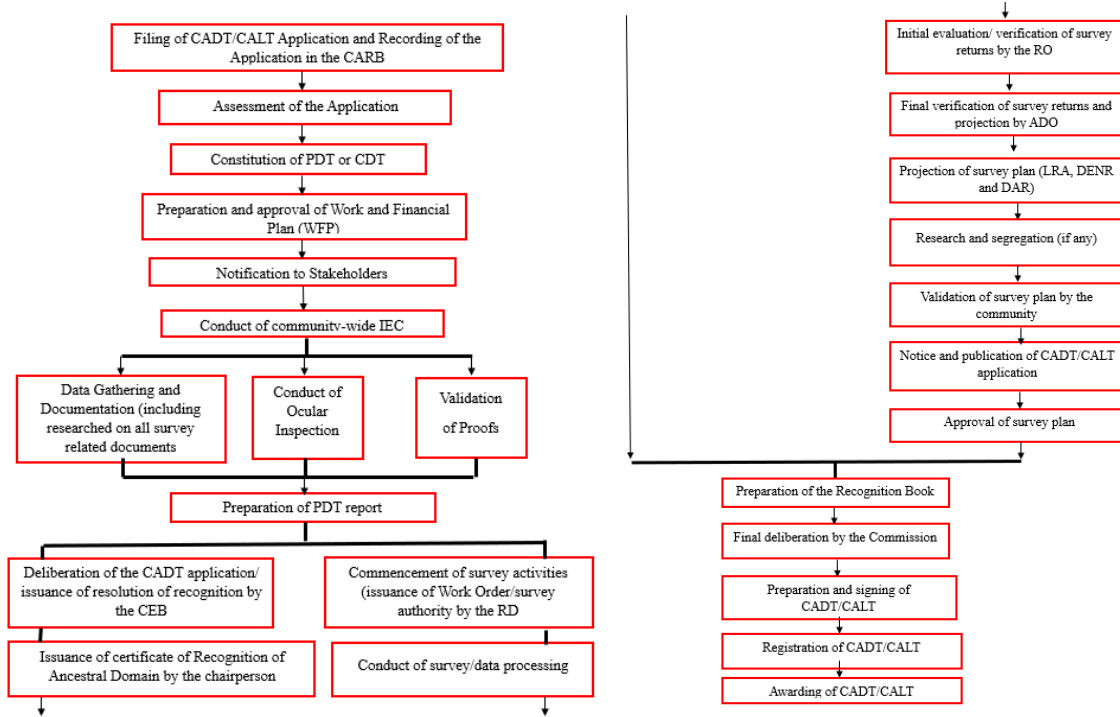 Filing of CADT/CALT Application and Recording of the
Application in the CARB
Assessment of the Application
Constitution of PDT or CDT
Preparation and approval of Work and Financial
Plan (WFP)
Notification to Stakeholders
Conduct of community-wide IEC
Data Gathering and
Documentation (including
researched on all survey
related documents
Conduct of
Ocular
Inspection
Validation
of Proofs
Preparation of PDT report
Deliberation of the CADT application/
issuance of resolution of recognition by
the CEB
Commencement of survey activities
(issuance of Work Order/survey
authority by the RD
Issuance of certificate of Recognition of
Ancestral Domain by the chairperson
Conduct of survey/data processing
Initial evaluation/ verification of survey
returns by the RO
Final verification of survey returns and
projection by ADO
Projection of survey plan (LRA, DENR
and DAR)
Research and segregation (if any)
Validation of survey plan by the
community
Notice and publication of CADT/CALT
application
Approval of survey plan
Preparation of the Recognition Book
Final deliberation by the Commission
Preparation and signing of
CADT/CALT
Registration of CADT/CALT
Awarding of CADT/CALT